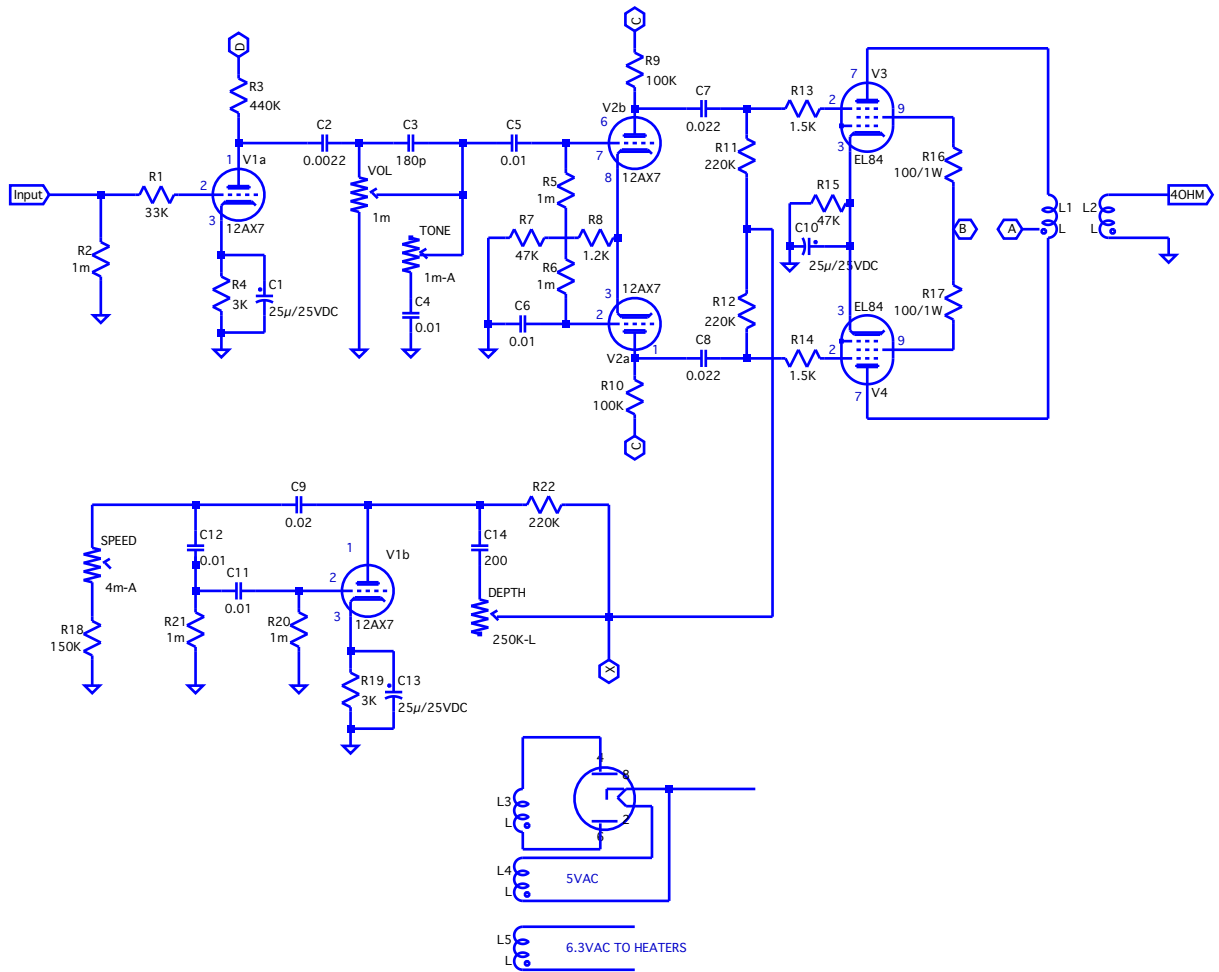 C
D
R9
100K
R3
440K
V3
7
C7
R13
2
9
0.022
1.5K
V2b
6
7
8
12AX7
C2
0.0022
C3
180p
C5
0.01
1
V1a
R1
33K
2
3
12AX7
Input
R2
1m
VOL
1m
TONE
1m-A
R5
1m
R7
47K
R8
1.2K
R6
1m
R4
3K
C1
25µ/25VDC
C4
0.01
C6
0.01
R11
220K
R12
220K
3
EL84
R15
47K
C10
25µ/25VDC
R16
100/1W
B
A
L1
L
L2
L
4OHM
R17
100/1W
12AX7
3
2
V2a
1
C8
0.022
R14
1.5K
EL84
3
2
9
V4
7
R10
100K
C
C9
0.02
R22
220K
SPEED
4m-A
C12
0.01
C11
0.01
1
V1b
2
3
12AX7
C14
200
DEPTH
250K-L
R18
150K
R21
1m
R20
1m
R19
3K
C13
25µ/25VDC
X
4
8
2
6
L3
L
L4
L
5VAC
L5
L
6.3VAC TO HEATERS